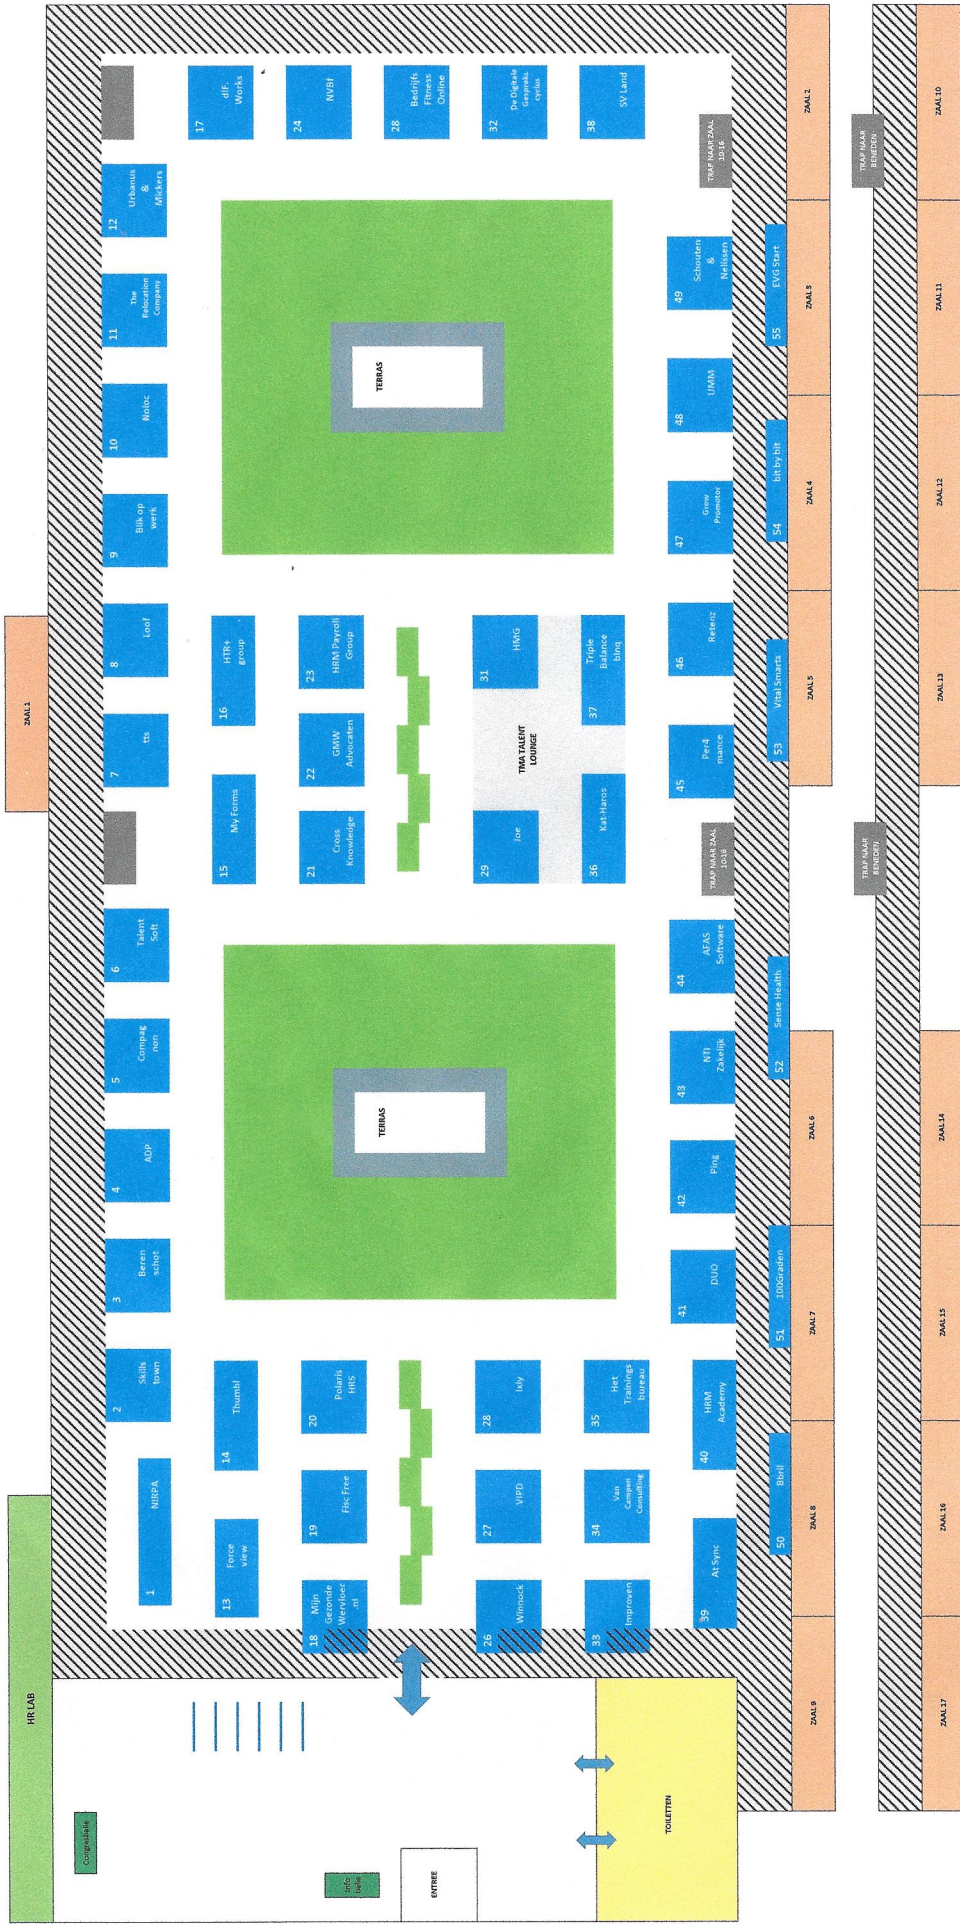 HR LAB
ZAAL 1
Congresbalie
1
NIRPA
2
Skills
town
3
Beren
schot
4
ADP
5
Compag
non
6
Talent
Soft
7
tts
8
Loof
9
Blik op
werk
10
Noloc
11
The
Relocation
Company
12
Urbanus
&
Mickers
13
Force
view
14
Thumbl
15
My Forms
16
HTR+
group
17
dIF.
Works
18
Mijn
Gezonde
Wervloer
.nl
19
Fisc Free
20
Polaris
HRS
21
Cross
Knowledge
22
GMW
Advocaten
23
HRM Payroll
Group
24
NVBf
Info
balie
TERRAS
TERRAS
28
Bedrijfs
Fitness
Online
ENTREE
26
Winnock
27
VIPD
28
Ixly
29
Joe
TMA TALENT
LOUNGE
31
HMG
32
De Digitale
Gespreks
cyclus
33
Improven
34
Van
Campen
Consulting
35
Het
Trainings
bureau
36
Kat-Haros
37
Triple
Balance
blnq
38
SV Land
TOILETTEN
39
At Sync
40
HRM
Academy
41
DUO
42
Ping
43
NTI
Zakelijk
44
AFAS
Software
TRAP NAAR ZAAL
10-16
45
Per4
mance
46
Retenz
47
Grow
Promotor
48
UMM
49
Schouten
&
Nelissen
TRAP NAAR ZAAL
10-16
50
Bbril
51
100Graden
52
Sense Health
53
Vital Smarts
54
bit by bit
55
EVG Start
ZAAL 9
ZAAL 8
ZAAL 7
ZAAL 6
ZAAL 5
ZAAL 4
ZAAL 3
ZAAL 2
TRAP NAAR
BENEDEN
TRAP NAAR
BENEDEN
ZAAL 17
ZAAL 16
ZAAL 15
ZAAL 14
ZAAL 13
ZAAL 12
ZAAL 11
ZAAL 10